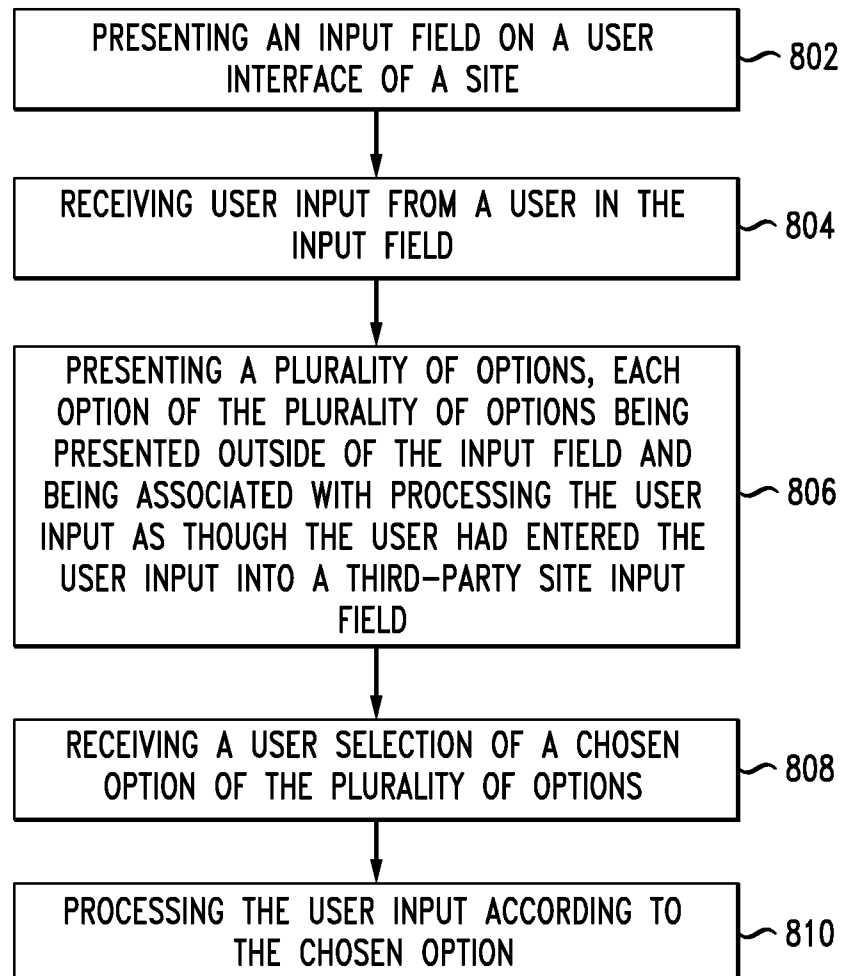 PRESENTING AN INPUT FIELD ON A USER
INTERFACE OF A SITE
802
RECEIVING USER INPUT FROM A USER IN THE
INPUT FIELD
804
PRESENTING A PLURALITY OF OPTIONS, EACH
OPTION OF THE PLURALITY OF OPTIONS BEING
PRESENTED OUTSIDE OF THE INPUT FIELD AND
BEING ASSOCIATED WITH PROCESSING THE USER
INPUT AS THOUGH THE USER HAD ENTERED THE
USER INPUT INTO A THIRD-PARTY SITE INPUT
FIELD
806
RECEIVING A USER SELECTION OF A CHOSEN
OPTION OF THE PLURALITY OF OPTIONS
808
PROCESSING THE USER INPUT ACCORDING TO
THE CHOSEN OPTION
810